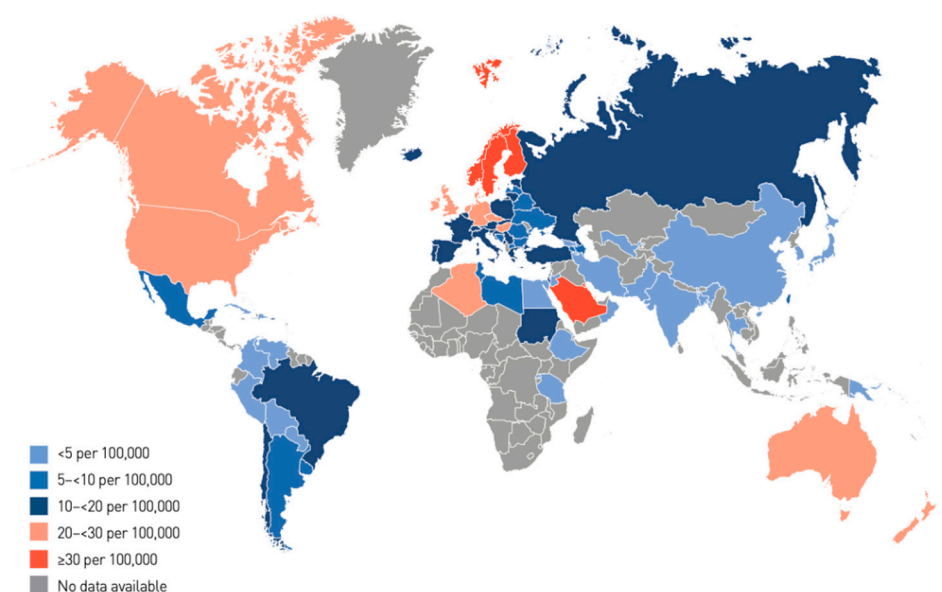 <5 per 100,000
5–<10 per 100,000
10–<20 per 100,000
20–<30 per 100,000
≥30 per 100,000
No data available